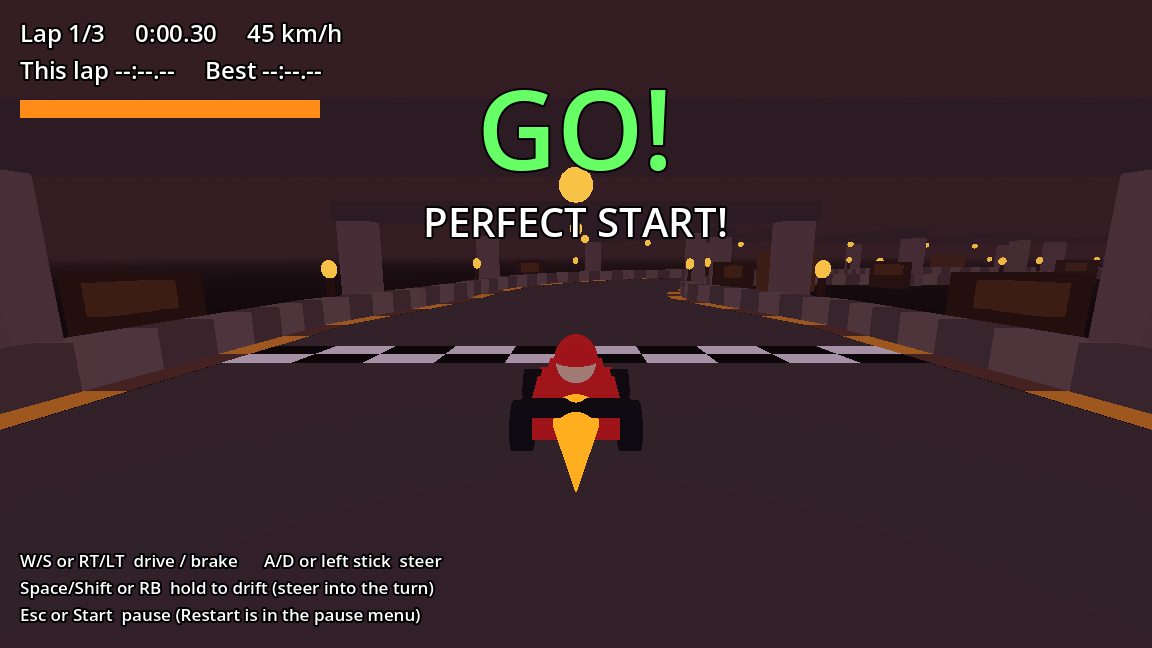 Lap 1/3 0:00.30 45 km/h
This lap --:--.-- Best --:--.--
GO!
PERFECT START!
W/S or RT/LT drive / brake A/D or left stick steer
Space/Shift or RB hold to drift (steer into the turn)
Esc or Start pause (Restart is in the pause menu)